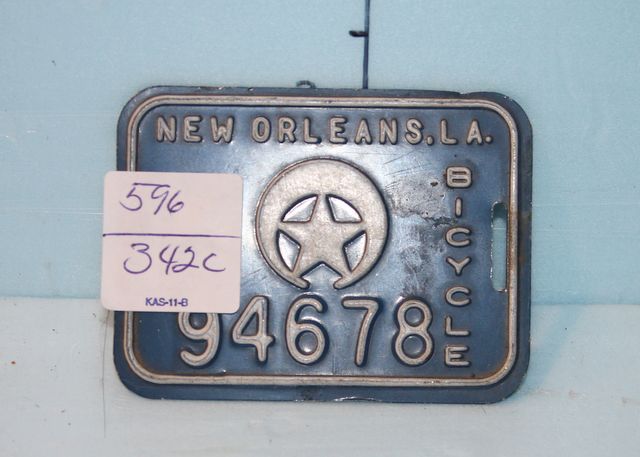 NEW ORLEANS, LA.
BICYCLE
596
342C
KAS-11-B
94678